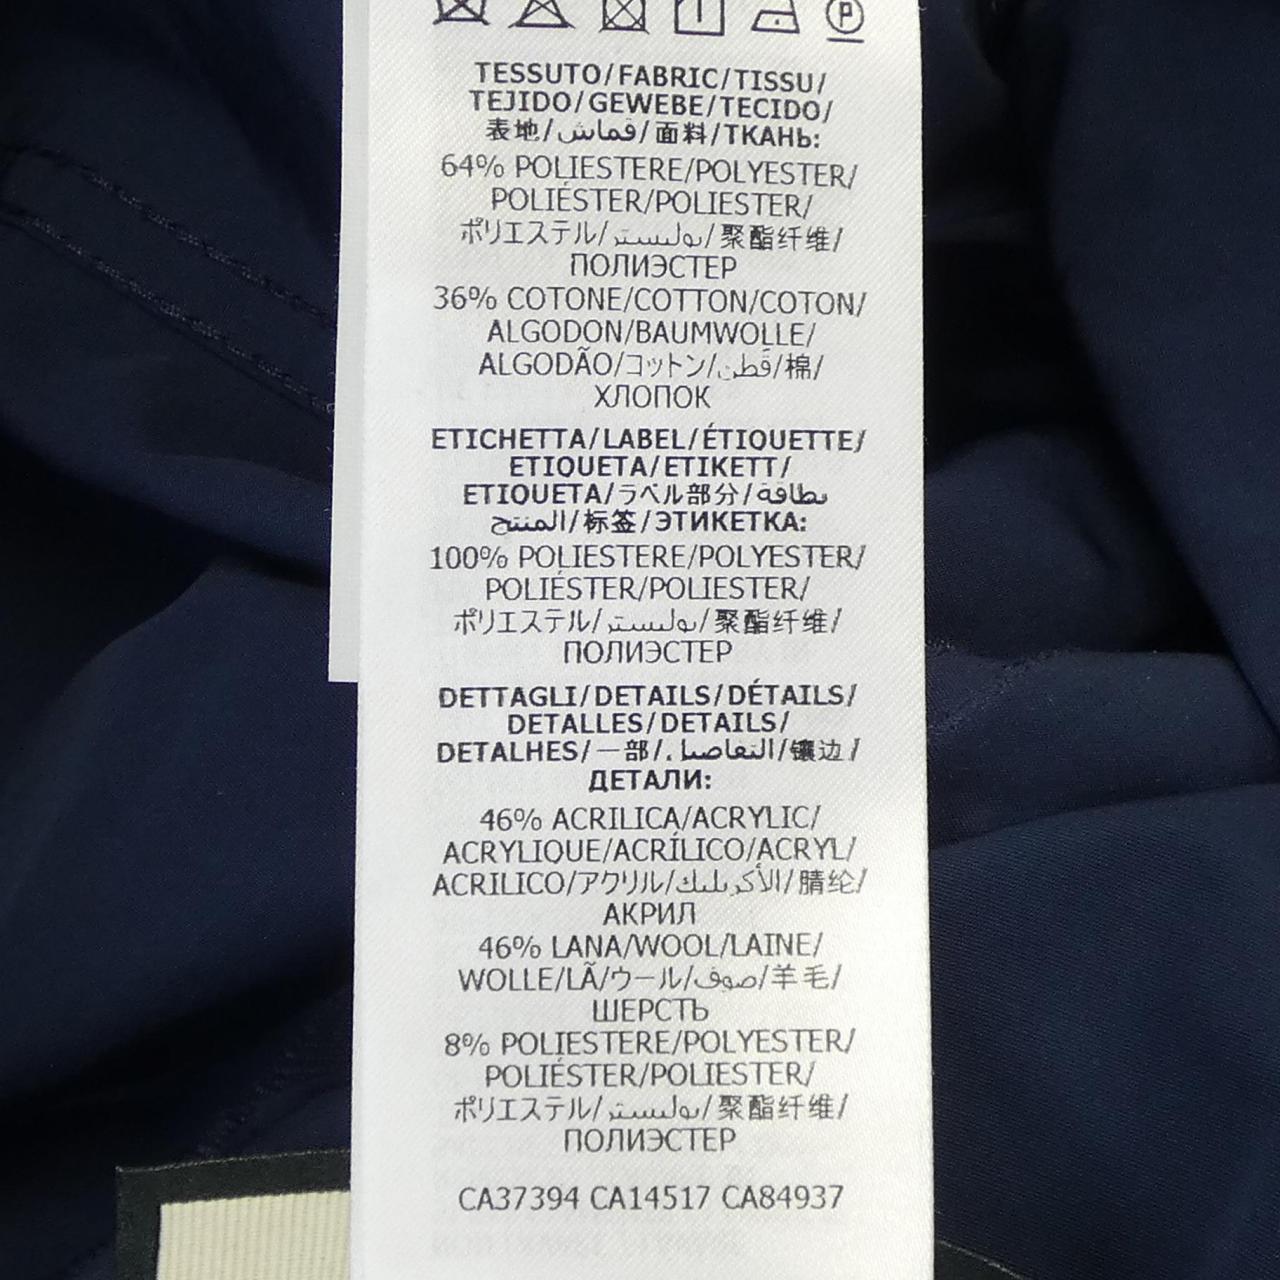 TESSUTO/FABRIC/TISSU/
TEJIDO/GEWEBE/TECIDO/
表地/قماش/面料/ТКАНЬ:
64% POLIESTERE/POLYESTER/
POLIÉSTER/POLIESTER/
ポリエステル/بوليستر/聚酯纤维/
ПОЛИЭСТЕР
36% COTONE/COTTON/COTON/
ALGODON/BAUMWOLLE/
ALGODÃO/コットン/قطن/棉/
ХЛОПОК
ETICHETTA/LABEL/ÉTIQUETTE/
ETIQUETA/ETIKETT/
ETIQUETA/ラベル部分/بطاقة
المنتج/标签/ЭТИКЕТКА:
100% POLIESTERE/POLYESTER/
POLIÉSTER/POLIESTER/
ポリエステル/بوليستر/聚酯纤维/
ПОЛИЭСТЕР
DETTAGLI/DETAILS/DÉTAILS/
DETALLES/DETAILS/
DETALHES/一部/التفاصيل/镶边/
ДЕТАЛИ:
46% ACRILICA/ACRYLIC/
ACRYLIQUE/ACRÍLICO/ACRYL/
ACRILICO/アクリル/الأكريليك/腈纶/
АКРИЛ
46% LANA/WOOL/LAINE/
WOLLE/LÃ/ウール/صوف/羊毛/
ШЕРСТЬ
8% POLIESTERE/POLYESTER/
POLIÉSTER/POLIESTER/
ポリエステル/بوليستر/聚酯纤维/
ПОЛИЭСТЕР
CA37394 CA14517 CA84937